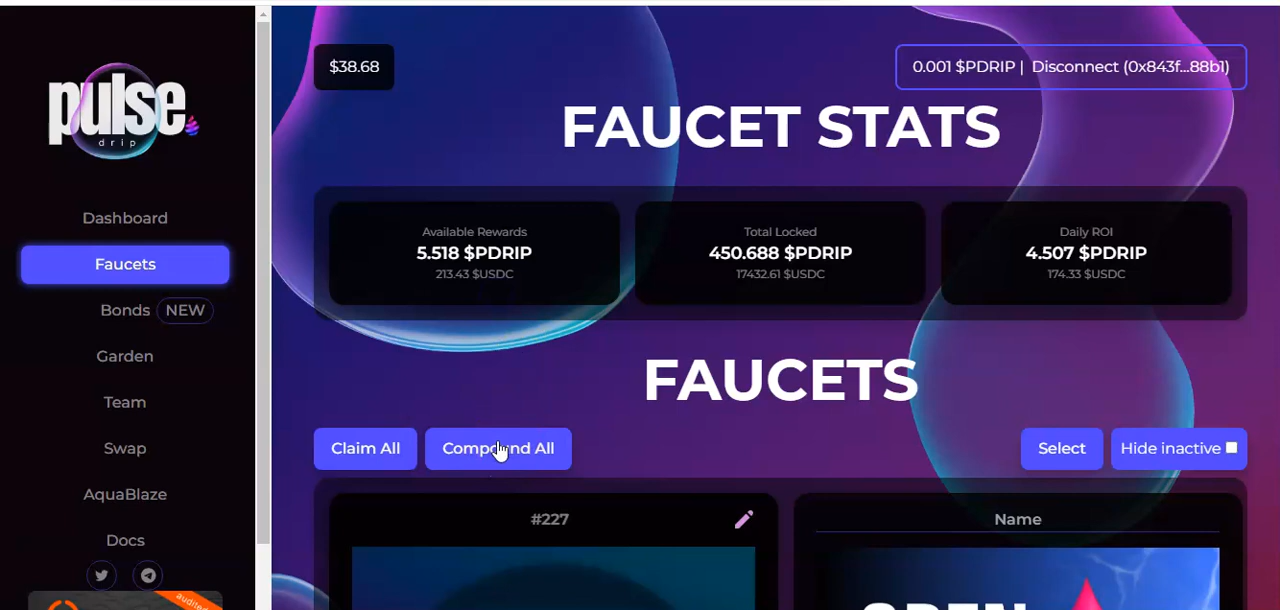 pulse
drip
Dashboard
Faucets
Bonds NEW
Garden
Team
Swap
AquaBlaze
Docs
audited
$38.68
0.001 $PDRIP | Disconnect (0x843f...88b1)
FAUCET STATS
Available Rewards
5.518 $PDRIP
213.43 $USDC
Total Locked
450.688 $PDRIP
17432.61 $USDC
Daily ROI
4.507 $PDRIP
174.33 $USDC
FAUCETS
Claim All
Compound All
Select
Hide inactive
#227
Name
OPEN